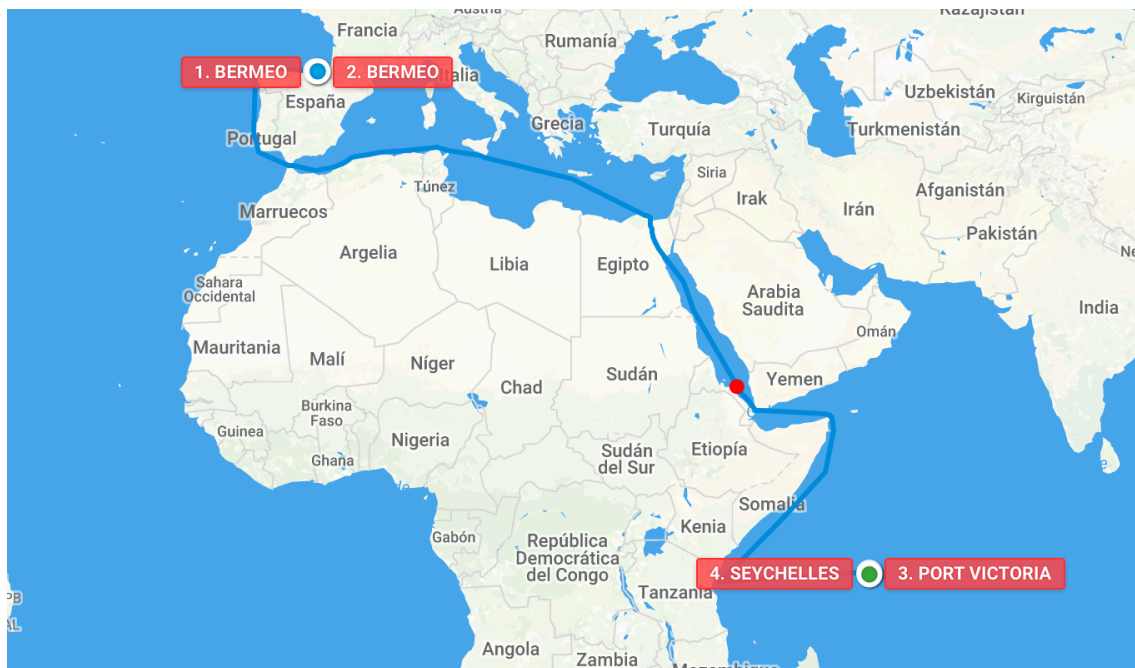 Austria
Kazajistán
Francia
Rumanía
1. BERMEO
2. BERMEO
Italia
Uzbekistán
Kirguistán
España
Grecia
Turquía
Turkmenistán
Portugal
Siria
Túnez
Afganistán
Marruecos
Irak
Irán
Pakistán
Argelia
Libia
Egipto
Sahara
Occidental
Arabia
Saudita
India
Omán
Mauritania
Malí
Níger
Chad
Sudán
Yemen
Burkina
Faso
Guinea
Nigeria
Ghana
Sudán
del Sur
Etiopía
Somalia
Gabón
Kenia
República
Democrática
del Congo
4. SEYCHELLES
3. PORT VICTORIA
Tanzania
Angola
Zambia
Mozambique